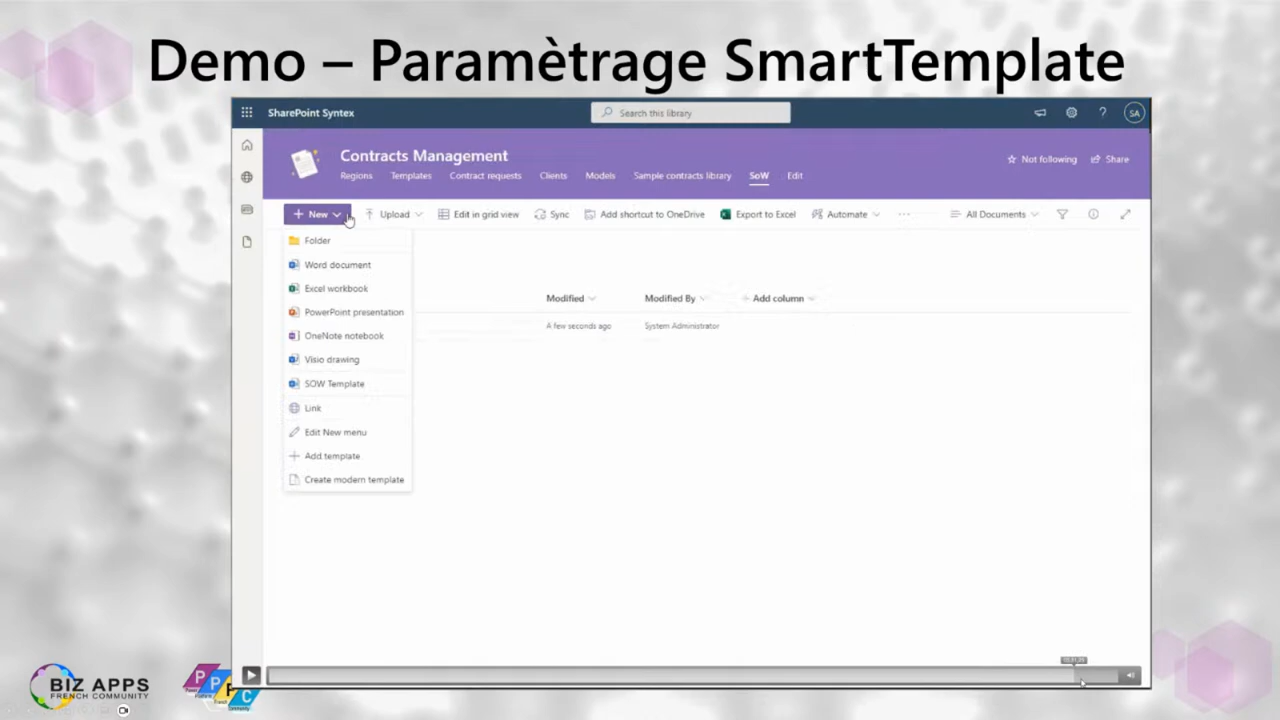 Demo – Paramètrage SmartTemplate
SharePoint Syntex
Search this library
?
SA
Contracts Management
Not following
Share
Regions Templates Contract requests Clients Models Sample contracts library SoW Edit
New Upload Edit in grid view Sync Add shortcut to OneDrive Export to Excel Automate ... All Documents
Folder
Word document
Excel workbook
Modified Modified By Add column
PowerPoint presentation
A few seconds ago System Administrator
OneNote notebook
Visio drawing
SOW Template
Link
Edit New menu
Add template
Create modern template
BIZ APPS
FRENCH COMMUNITY
P
P
P
C